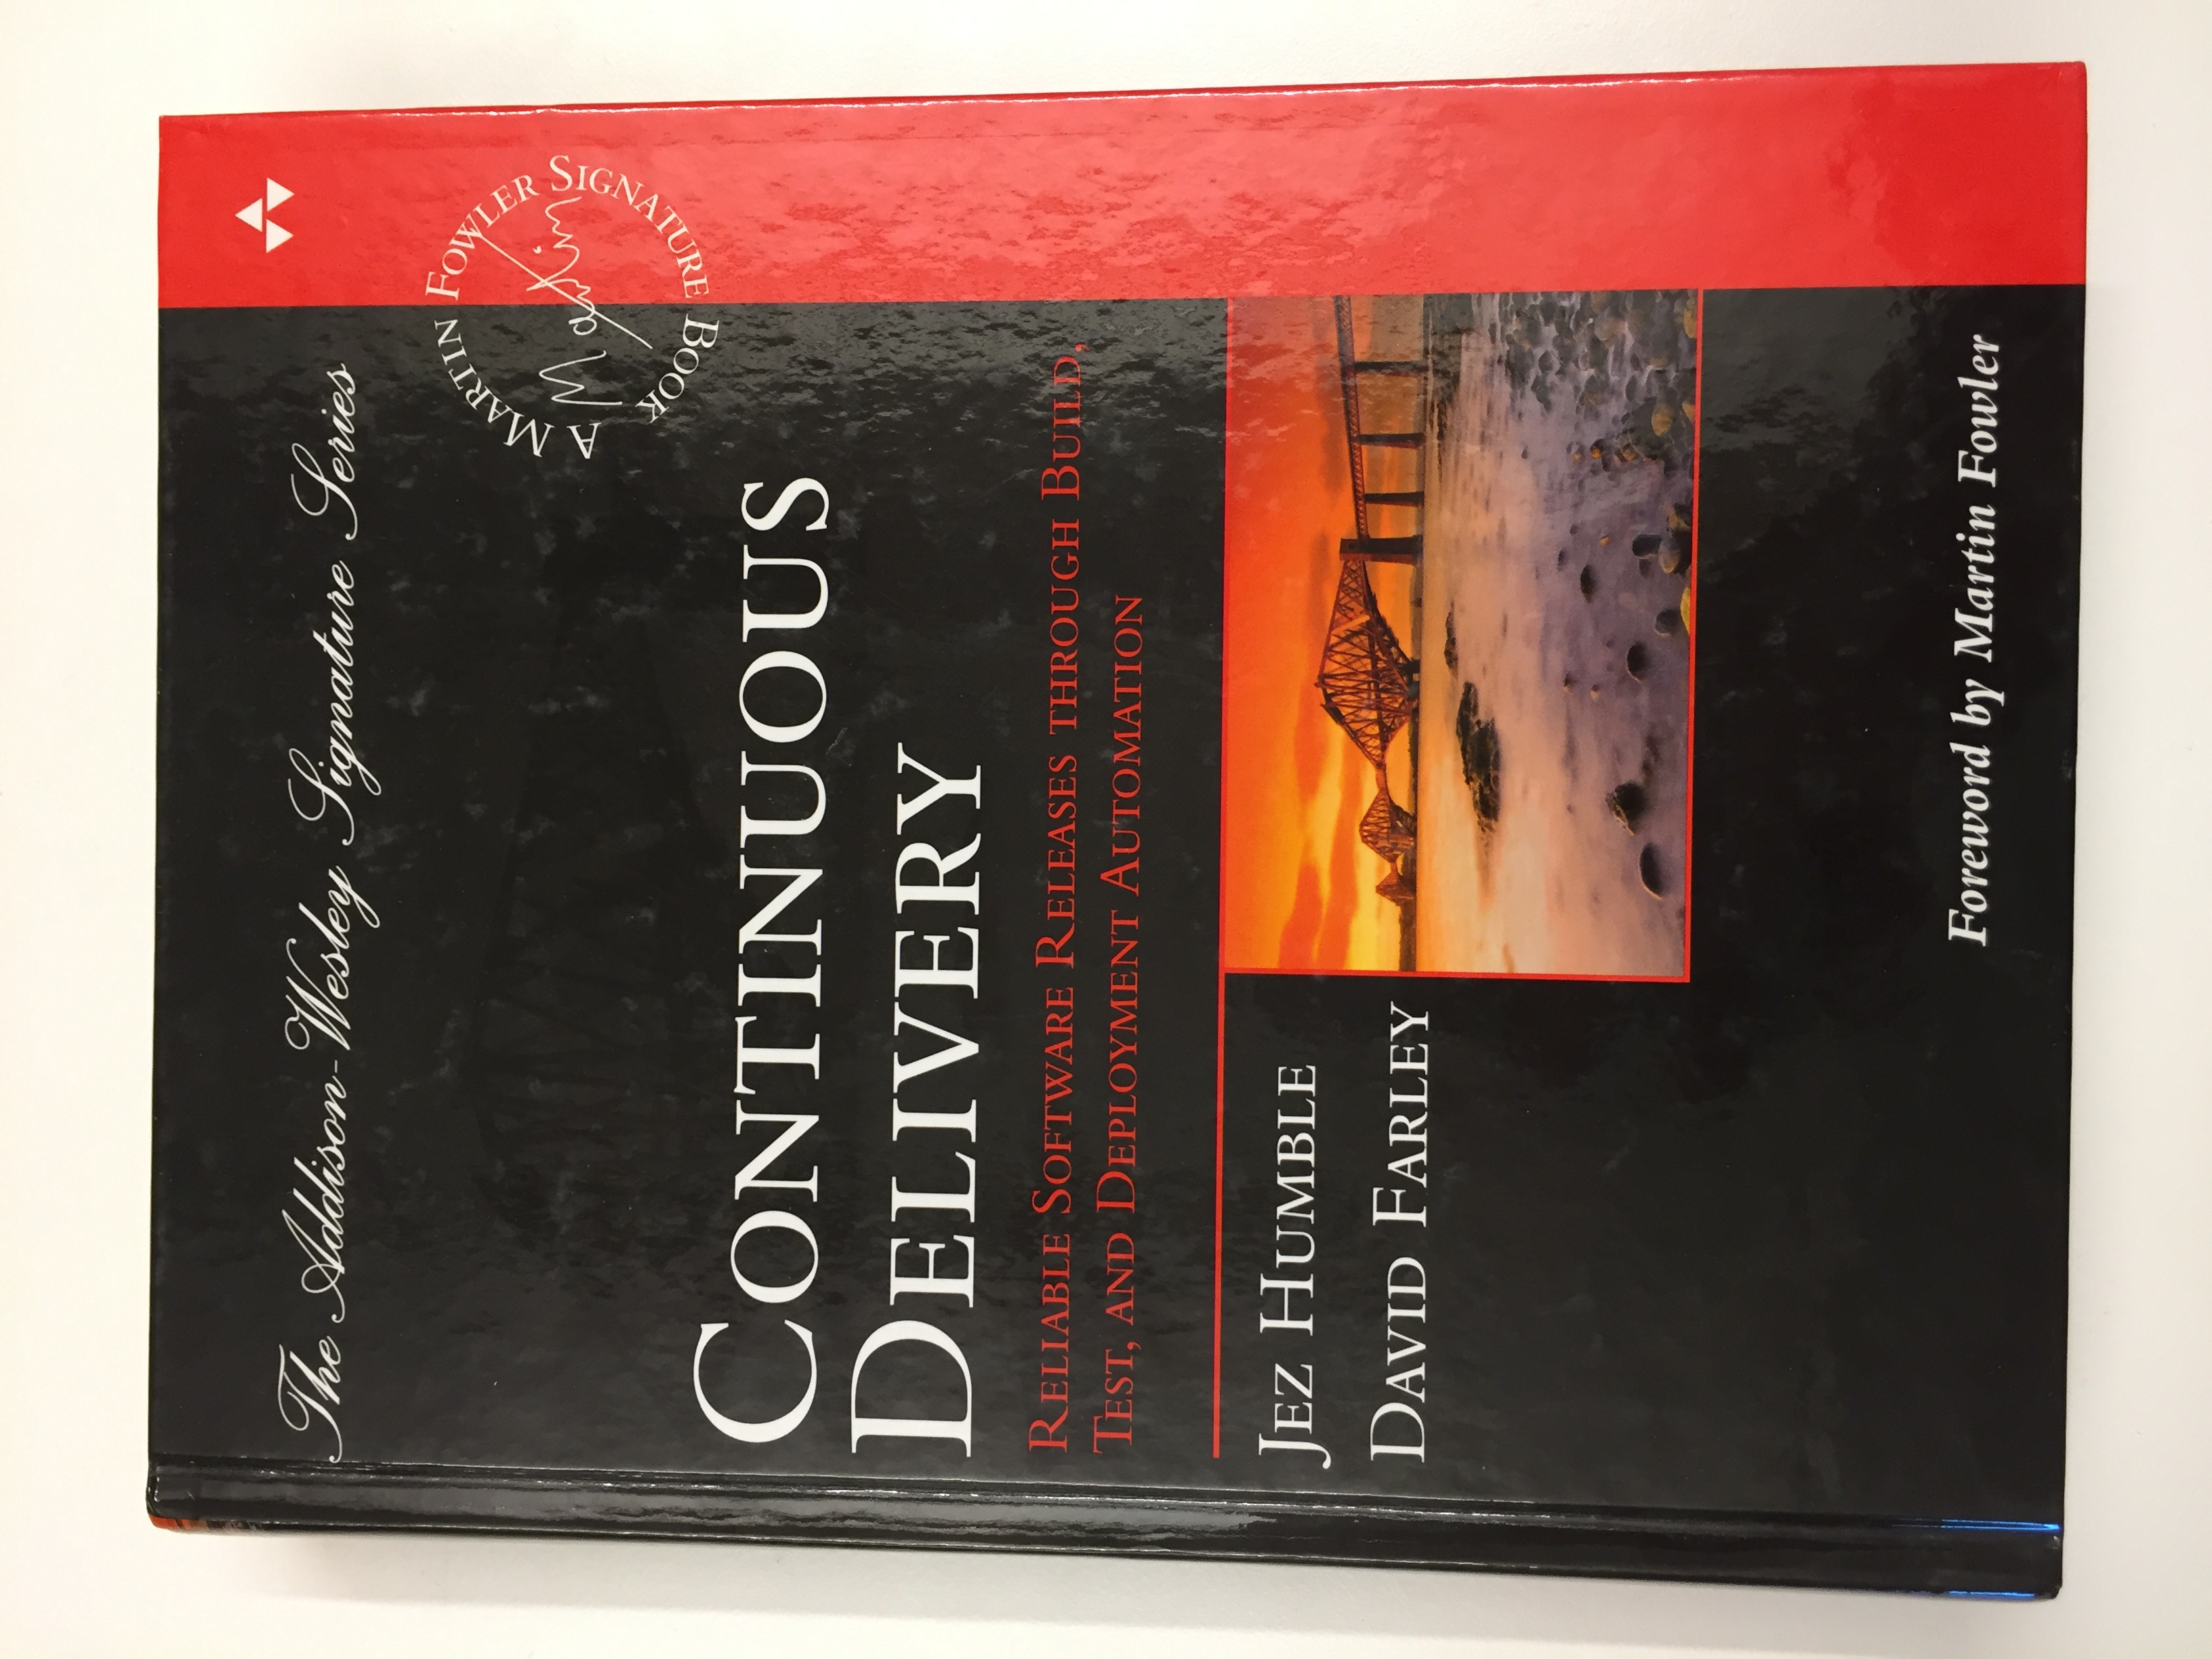 The Addison-Wesley Signature Series
A MARTIN FOWLER SIGNATURE BOOK
Martin
CONTINUOUS
DELIVERY
RELIABLE SOFTWARE RELEASES THROUGH BUILD,
TEST, AND DEPLOYMENT AUTOMATION
JEZ HUMBLE
DAVID FARLEY
Foreword by Martin Fowler